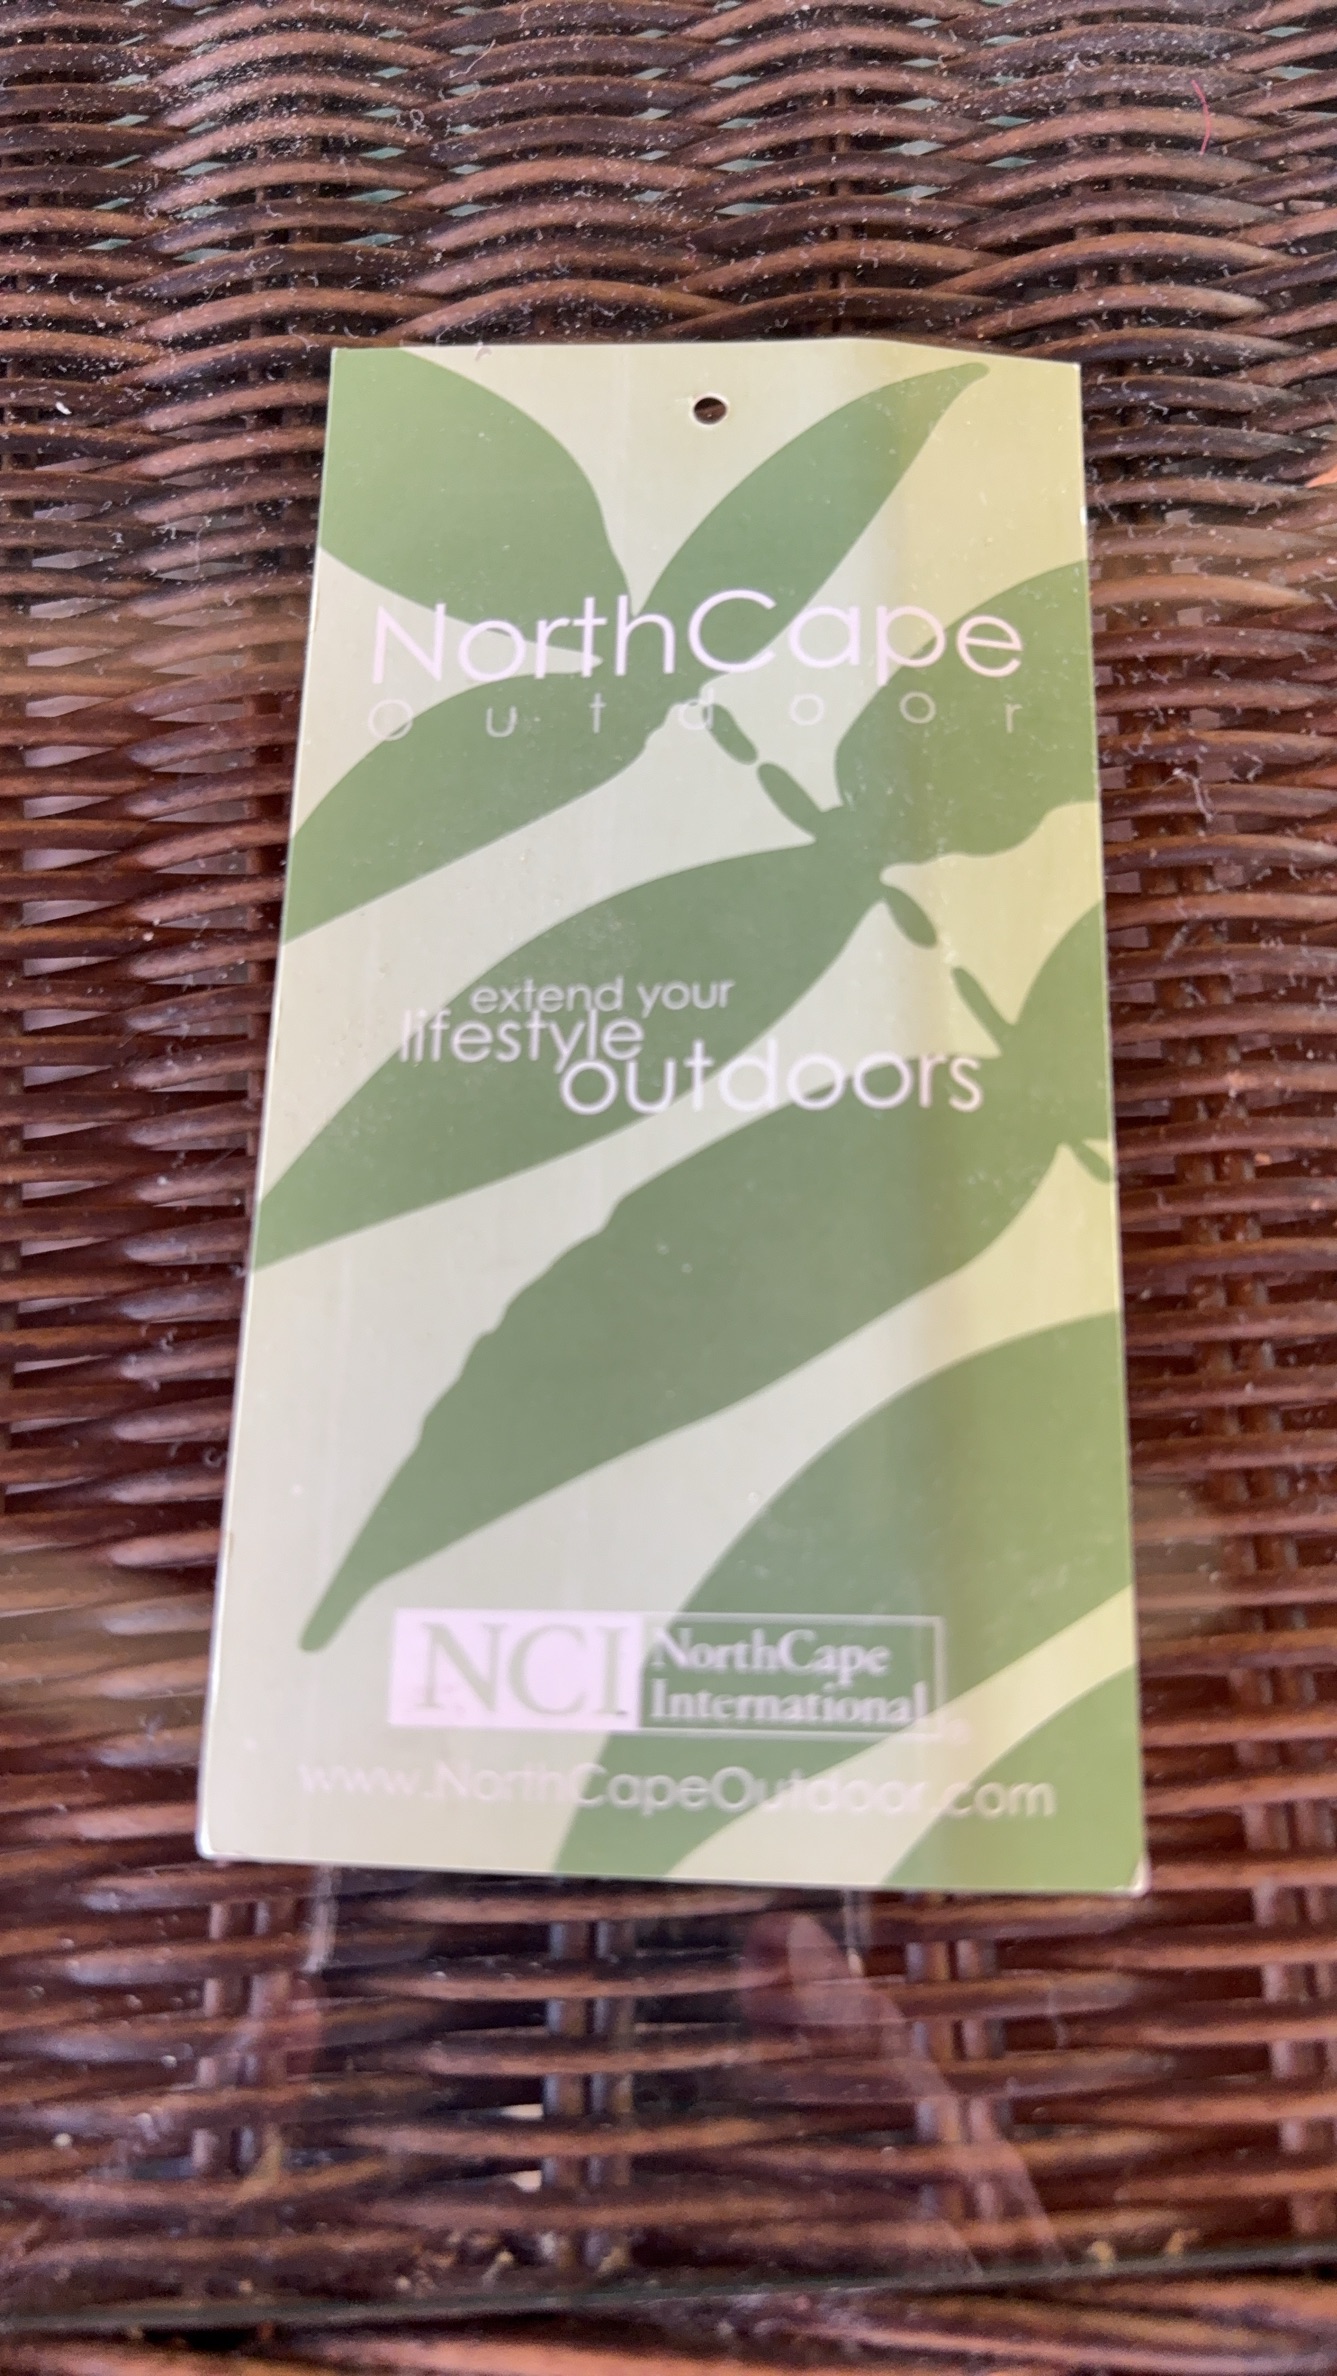 NorthCape
Outdoor
extend your
lifestyle
outdoors
NCI NorthCape
International®
www.NorthCapeOutdoor.com